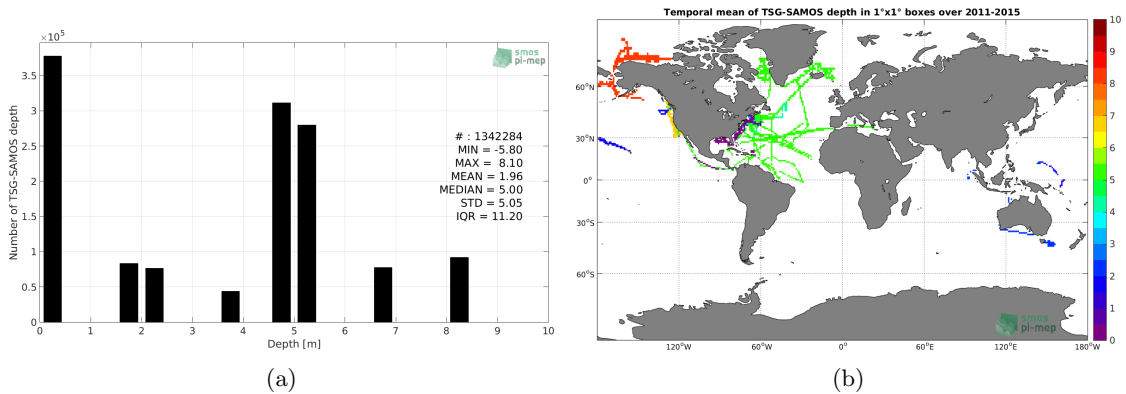 ×10⁵
3.5
3
2.5
2
1.5
1
0.5
0
0 1 2 3 4 5 6 7 8 9 10
Number of TSG-SAMOS depth
Depth [m]
smos
pi-mep
# : 1342284
MIN = -5.80
MAX = 8.10
MEAN = 1.96
MEDIAN = 5.00
STD = 5.05
IQR = 11.20
(a)
Temporal mean of TSG-SAMOS depth in 1°x1° boxes over 2011-2015
60°N
30°N
0°
30°S
60°S
120°W 60°W 0° 60°E 120°E 180°W
10
9
8
7
6
5
4
3
2
1
0
smos
pi-mep
(b)